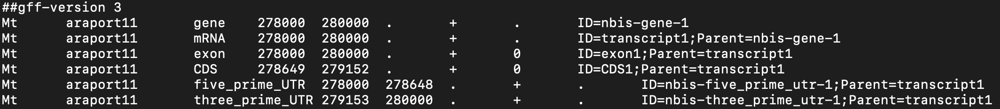 ##gff-version 3
Mt	araport11	gene	278000	280000	.	+	.	ID=nbis-gene-1
Mt	araport11	mRNA	278000	280000	.	+	.	ID=transcript1;Parent=nbis-gene-1
Mt	araport11	exon	278000	280000	.	+	0	ID=exon1;Parent=transcript1
Mt	araport11	CDS	278649	279152	.	+	0	ID=CDS1;Parent=transcript1
Mt	araport11	five_prime_UTR	278000	278648	.	+	.	ID=nbis-five_prime_utr-1;Parent=transcript1
Mt	araport11	three_prime_UTR	279153	280000	.	+	.	ID=nbis-three_prime_utr-1;Parent=transcript1